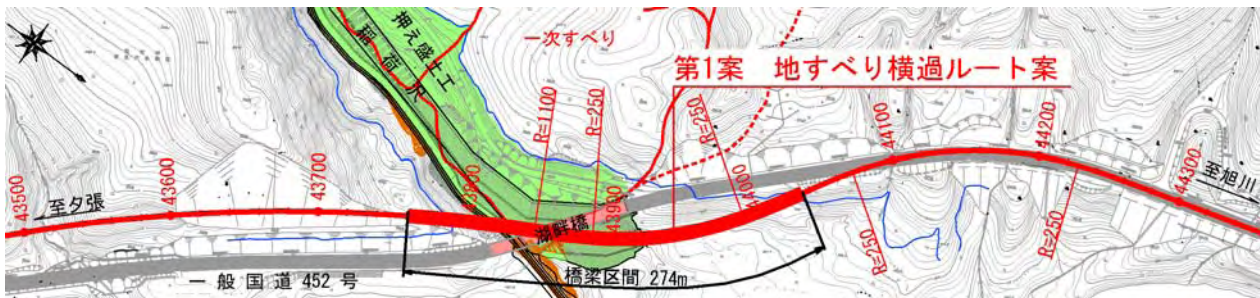 押え盛土工
稲荷沢
一次すべり
第1案 地すべり横過ルート案
R=1100
R=250
R=250
43500
43600
43700
43800
43900
44000
44100
44200
44300
至夕張
至旭川
湖畔橋
R=250
R=250
一般国道452号
橋梁区間 274m